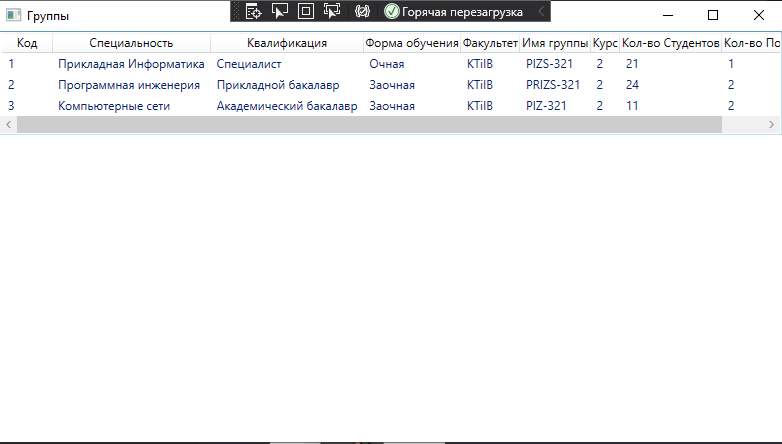 Группы
Горячая перезагрузка
Код Специальность Квалификация Форма обучения Факультет Имя группы Курс Кол-во Студентов Кол-во По
1 Прикладная Информатика Специалист Очная KTiIB PIZS-321 2 21 1
2 Программная инженерия Прикладной бакалавр Заочная KTiIB PRIZS-321 2 24 2
3 Компьютерные сети Академический бакалавр Заочная KTiIB PIZ-321 2 11 2